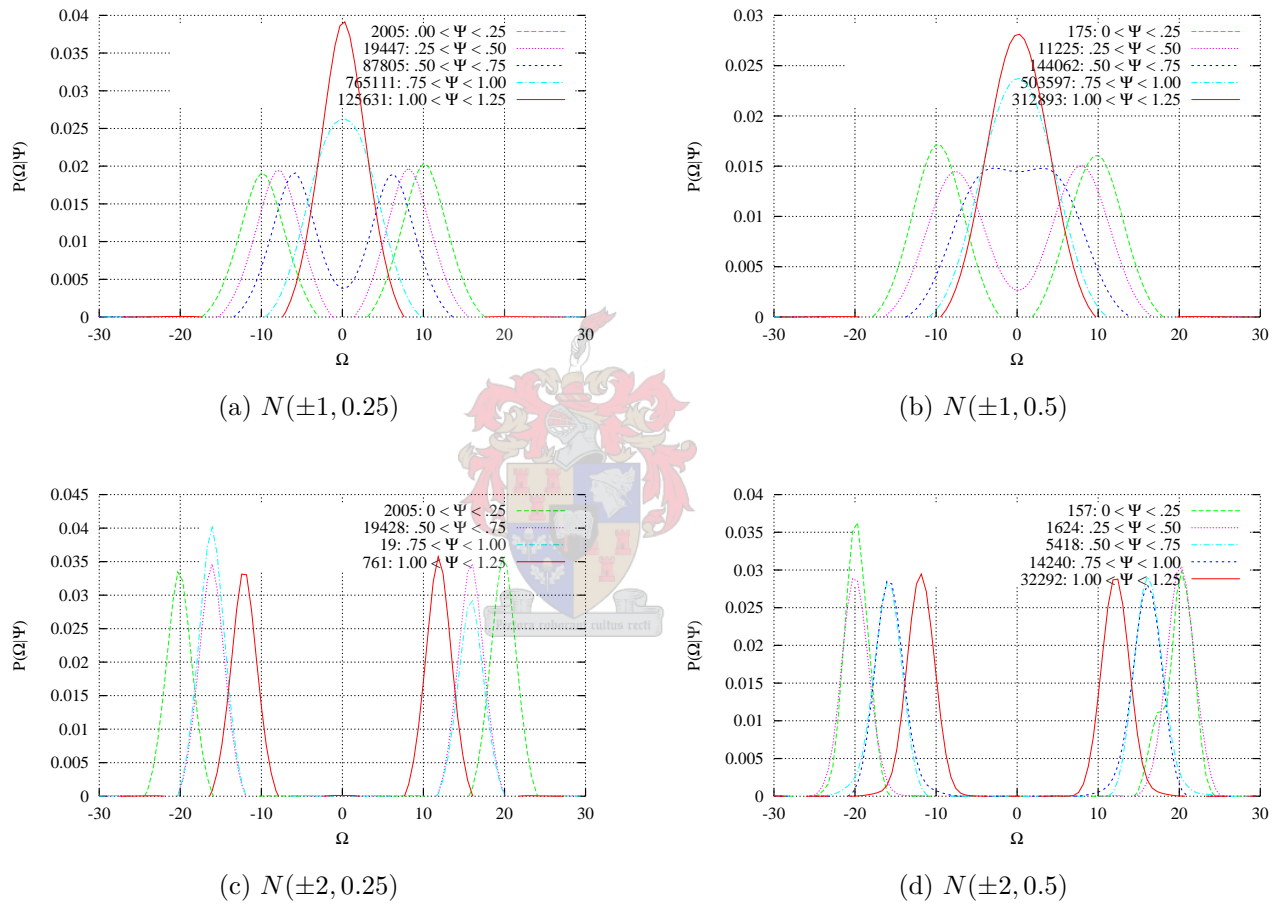 0.04
0.035
0.03
0.025
0.02
0.015
0.01
0.005
0
P(Ω|Ψ)
2005: .00 < Ψ < .25
19447: .25 < Ψ < .50
87805: .50 < Ψ < .75
765111: .75 < Ψ < 1.00
125631: 1.00 < Ψ < 1.25
-30 -20 -10 0 10 20 30
Ω
(a) N(±1, 0.25)
0.03
0.025
0.02
0.015
0.01
0.005
0
P(Ω|Ψ)
175: 0 < Ψ < .25
11225: .25 < Ψ < .50
144062: .50 < Ψ < .75
503597: .75 < Ψ < 1.00
312893: 1.00 < Ψ < 1.25
-30 -20 -10 0 10 20 30
Ω
(b) N(±1, 0.5)
0.045
0.04
0.035
0.03
0.025
0.02
0.015
0.01
0.005
0
P(Ω|Ψ)
2005: 0 < Ψ < .25
19428: .50 < Ψ < .75
19: .75 < Ψ < 1.00
761: 1.00 < Ψ < 1.25
-30 -20 -10 0 10 20 30
Ω
(c) N(±2, 0.25)
0.04
0.035
0.03
0.025
0.02
0.015
0.01
0.005
0
P(Ω|Ψ)
157: 0 < Ψ < .25
1624: .25 < Ψ < .50
5418: .50 < Ψ < .75
14240: .75 < Ψ < 1.00
32292: 1.00 < Ψ < 1.25
-30 -20 -10 0 10 20 30
Ω
(d) N(±2, 0.5)
cultus recti